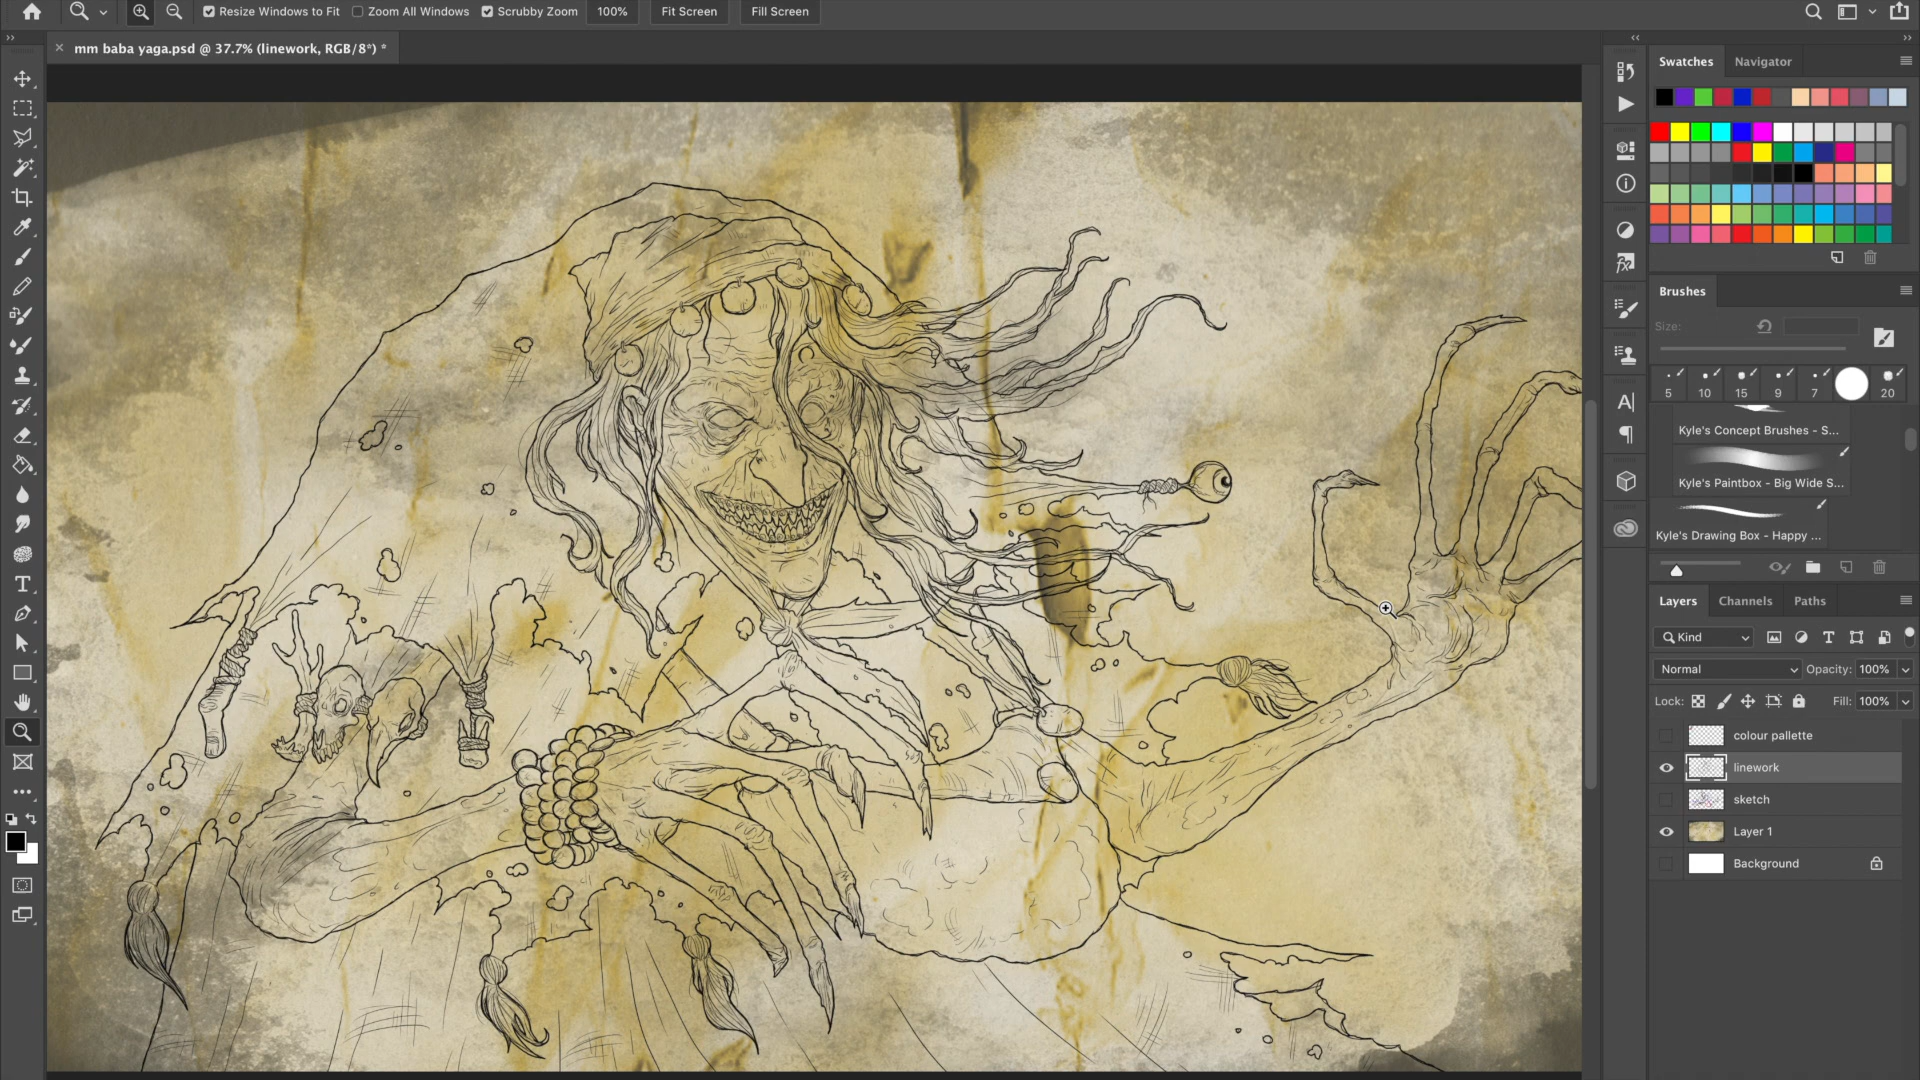 Resize Windows to Fit Zoom All Windows Scrubby Zoom 100% Fit Screen Fill Screen
mm baba yaga.psd @ 37.7% (linework, RGB/8*) *
Swatches Navigator
Brushes
Size:
5 10 15 9 7 20
Kyle's Concept Brushes - S...
Kyle's Paintbox - Big Wide S...
Kyle's Drawing Box - Happy ...
Layers Channels Paths
Kind
Normal Opacity: 100%
Lock: Fill: 100%
colour pallette
linework
sketch
Layer 1
Background